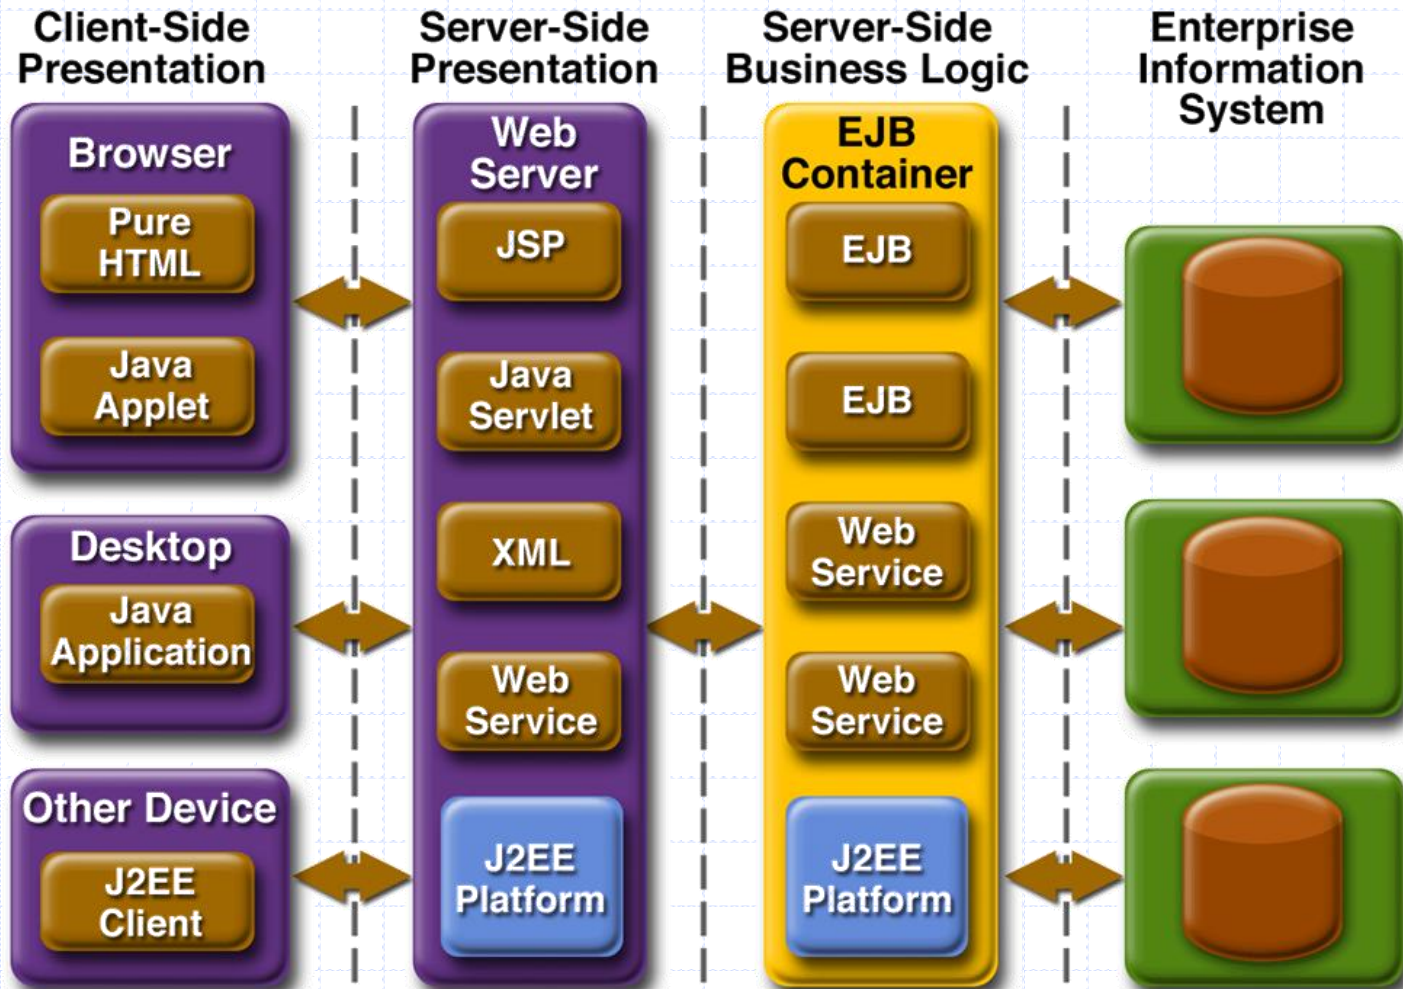 Client-Side
Presentation
Server-Side
Presentation
Server-Side
Business Logic
Enterprise
Information
System
Browser
Pure
HTML
Java
Applet
Desktop
Java
Application
Other Device
J2EE
Client
Web
Server
JSP
Java
Servlet
XML
Web
Service
J2EE
Platform
EJB
Container
EJB
EJB
Web
Service
Web
Service
J2EE
Platform